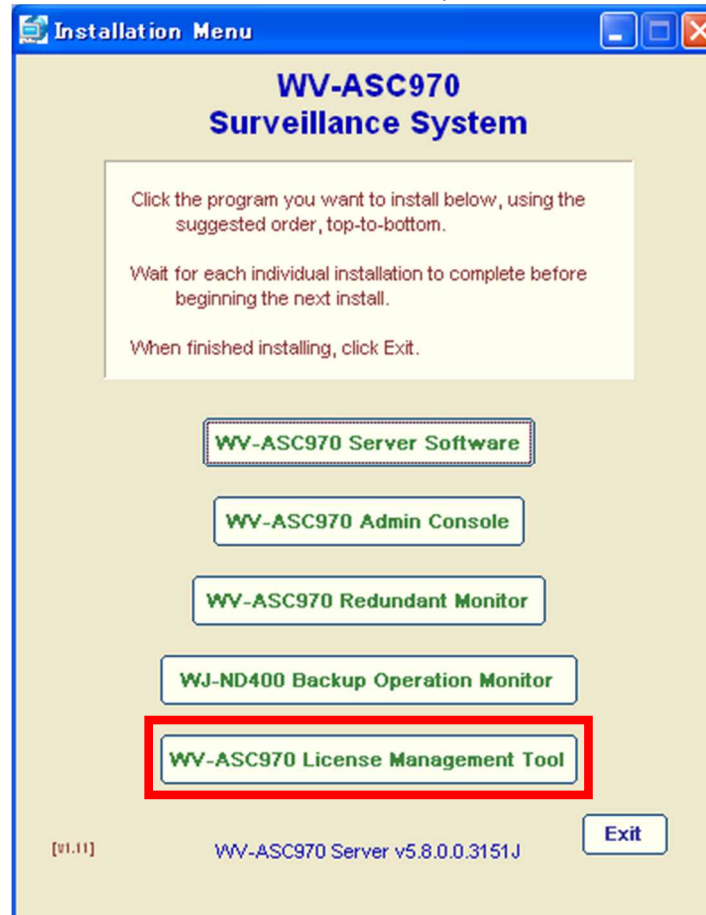 Installation Menu
WV-ASC970
Surveillance System
Click the program you want to install below, using the
suggested order, top-to-bottom.
Wait for each individual installation to complete before
beginning the next install.
When finished installing, click Exit.
WV-ASC970 Server Software
WV-ASC970 Admin Console
WV-ASC970 Redundant Monitor
WJ-ND400 Backup Operation Monitor
WV-ASC970 License Management Tool
Exit
[V1.11]
WV-ASC970 Server v5.8.0.0.3151J